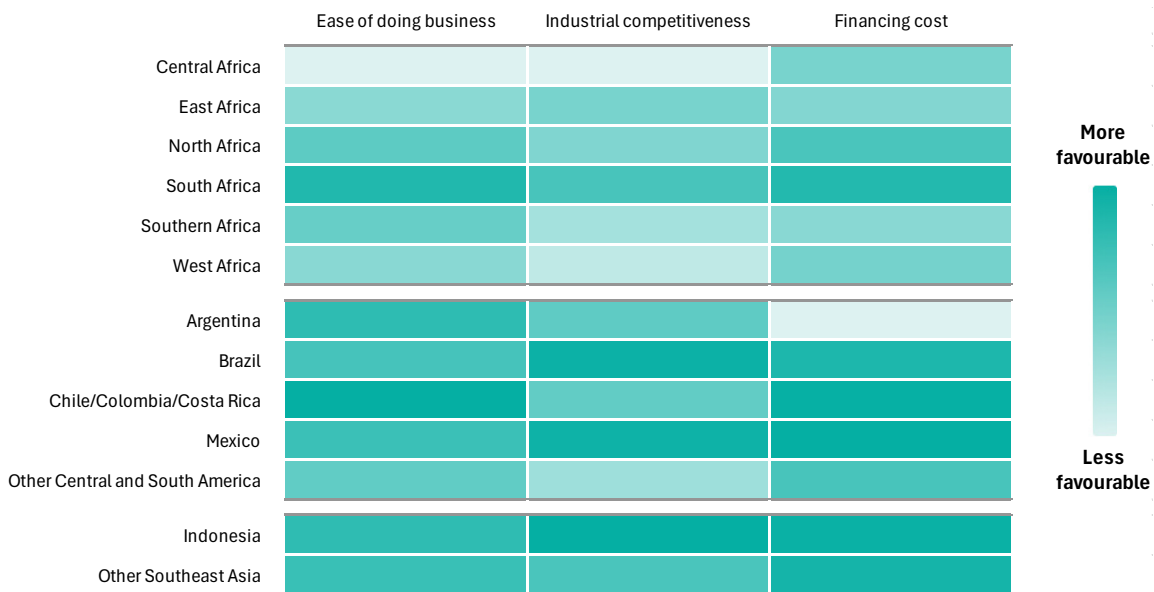 Ease of doing business
Industrial competitiveness
Financing cost
Central Africa
East Africa
North Africa
South Africa
Southern Africa
West Africa
Argentina
Brazil
Chile/Colombia/Costa Rica
Mexico
Other Central and South America
Indonesia
Other Southeast Asia
More
favourable
Less
favourable